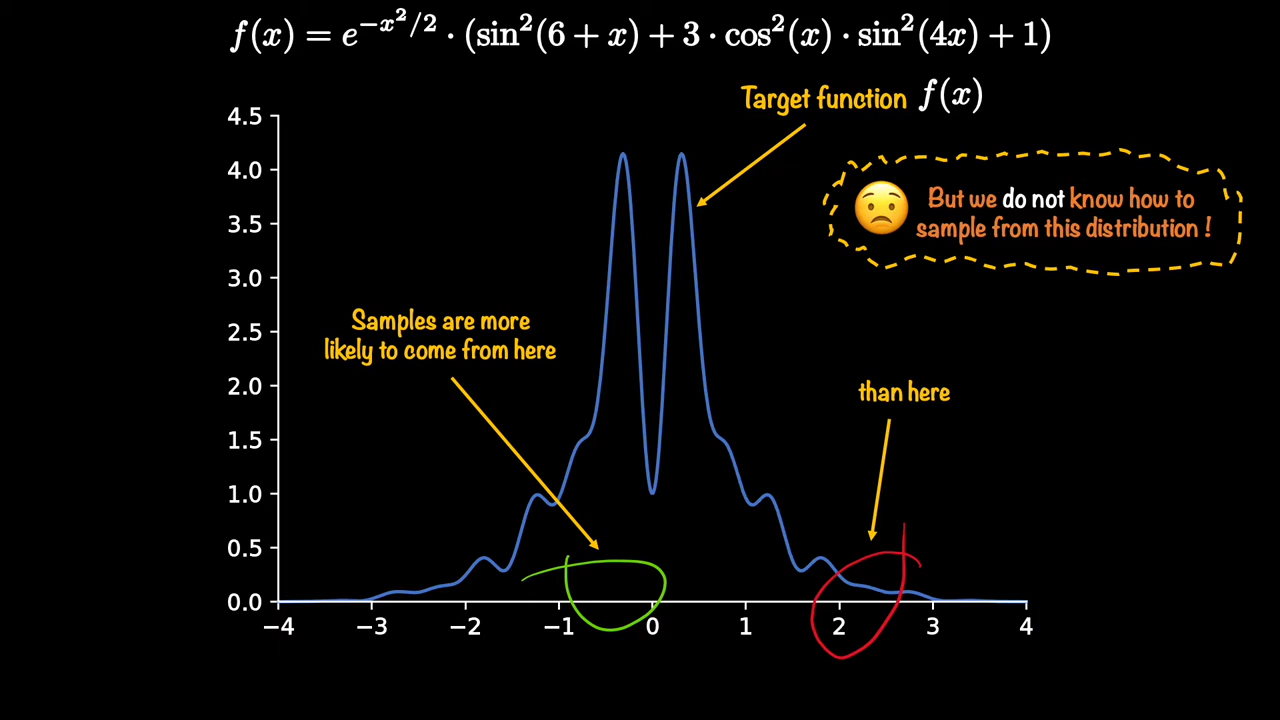 f(x) = e^{-x^2/2} · (sin^2(6 + x) + 3 · cos^2(x) · sin^2(4x) + 1)
Target function f(x)
But we do not know how to
sample from this distribution !
Samples are more
likely to come from here
than here
4.5
4.0
3.5
3.0
2.5
2.0
1.5
1.0
0.5
0.0
−4 −3 −2 −1 0 1 2 3 4